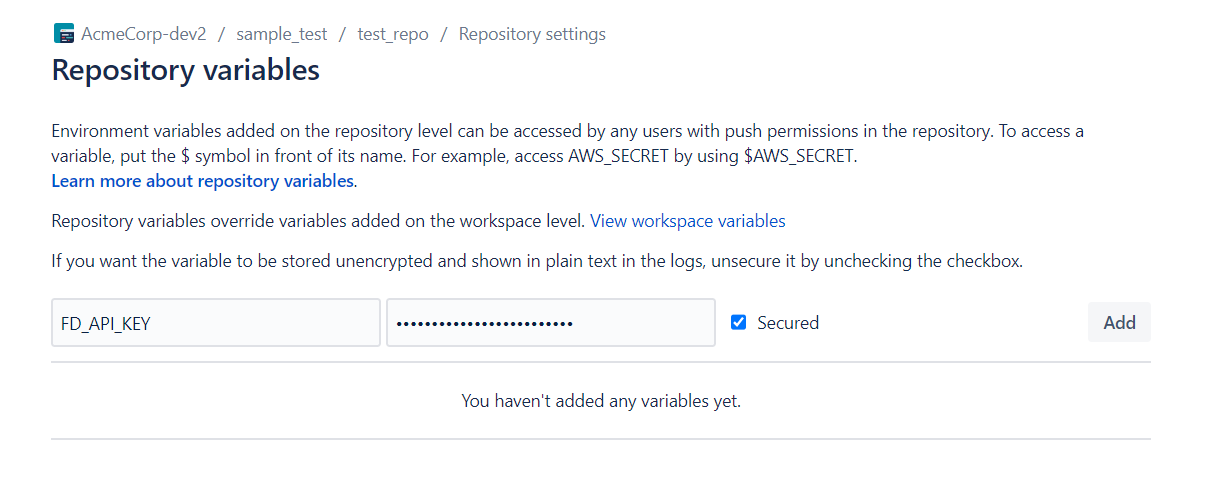 AcmeCorp-dev2 / sample_test / test_repo / Repository settings
Repository variables
Environment variables added on the repository level can be accessed by any users with push permissions in the repository. To access a
variable, put the $ symbol in front of its name. For example, access AWS_SECRET by using $AWS_SECRET.
Learn more about repository variables.
Repository variables override variables added on the workspace level. View workspace variables
If you want the variable to be stored unencrypted and shown in plain text in the logs, unsecure it by unchecking the checkbox.
FD_API_KEY ••••••••••••••••••••••••• Secured Add
You haven't added any variables yet.